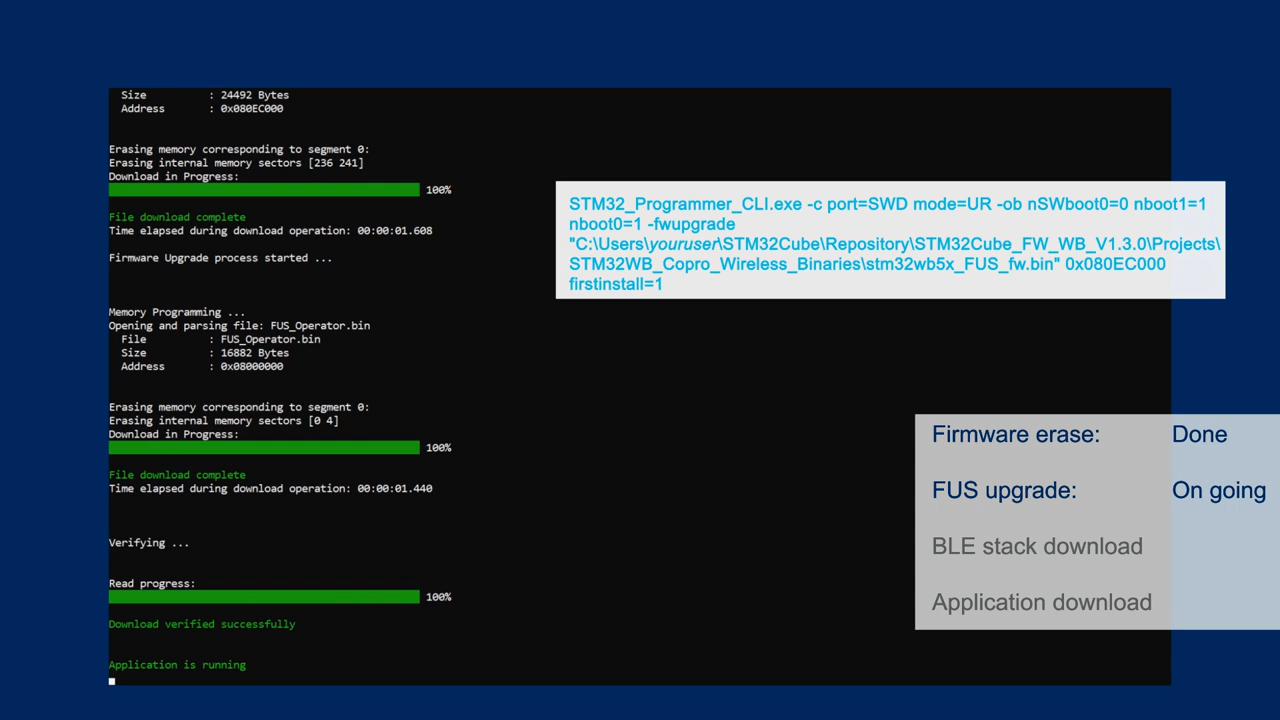 Size : 24492 Bytes
Address : 0x080EC000
Erasing memory corresponding to segment 0:
Erasing internal memory sectors [236 241]
Download in Progress:
100%
File download complete
Time elapsed during download operation: 00:00:01.608
Firmware Upgrade process started ...
Memory Programming ...
Opening and parsing file: FUS_Operator.bin
File : FUS_Operator.bin
Size : 16882 Bytes
Address : 0x08000000
Erasing memory corresponding to segment 0:
Erasing internal memory sectors [0 4]
Download in Progress:
100%
File download complete
Time elapsed during download operation: 00:00:01.440
Verifying ...
Read progress:
100%
Download verified successfully
Application is running
STM32_Programmer_CLI.exe -c port=SWD mode=UR -ob nSWboot0=0 nboot1=1
nboot0=1 -fwupgrade
"C:\Users\youruser\STM32Cube\Repository\STM32Cube_FW_WB_V1.3.0\Projects\
STM32WB_Copro_Wireless_Binaries\stm32wb5x_FUS_fw.bin" 0x080EC000
firstinstall=1
Firmware erase: Done
FUS upgrade: On going
BLE stack download
Application download